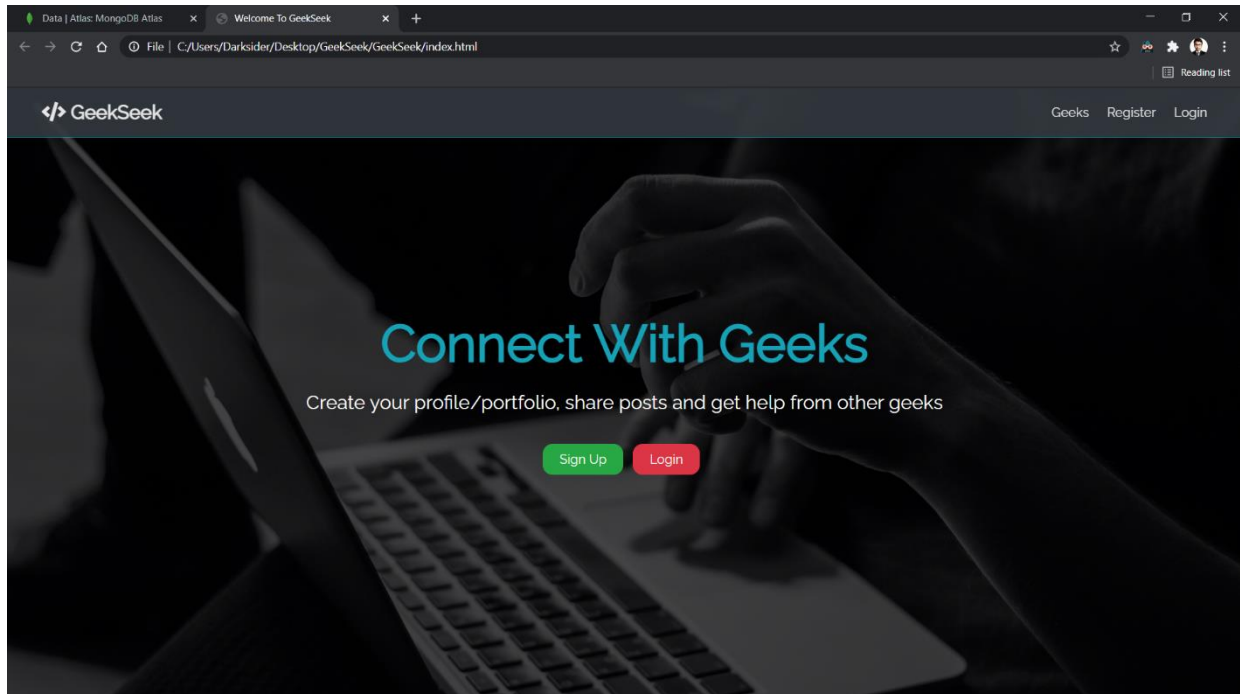 Data | Atlas: MongoDB Atlas
Welcome To GeekSeek
File | C:/Users/Darksider/Desktop/GeekSeek/GeekSeek/index.html
Reading list
</> GeekSeek
Geeks Register Login
Connect With Geeks
Create your profile/portfolio, share posts and get help from other geeks
Sign Up Login